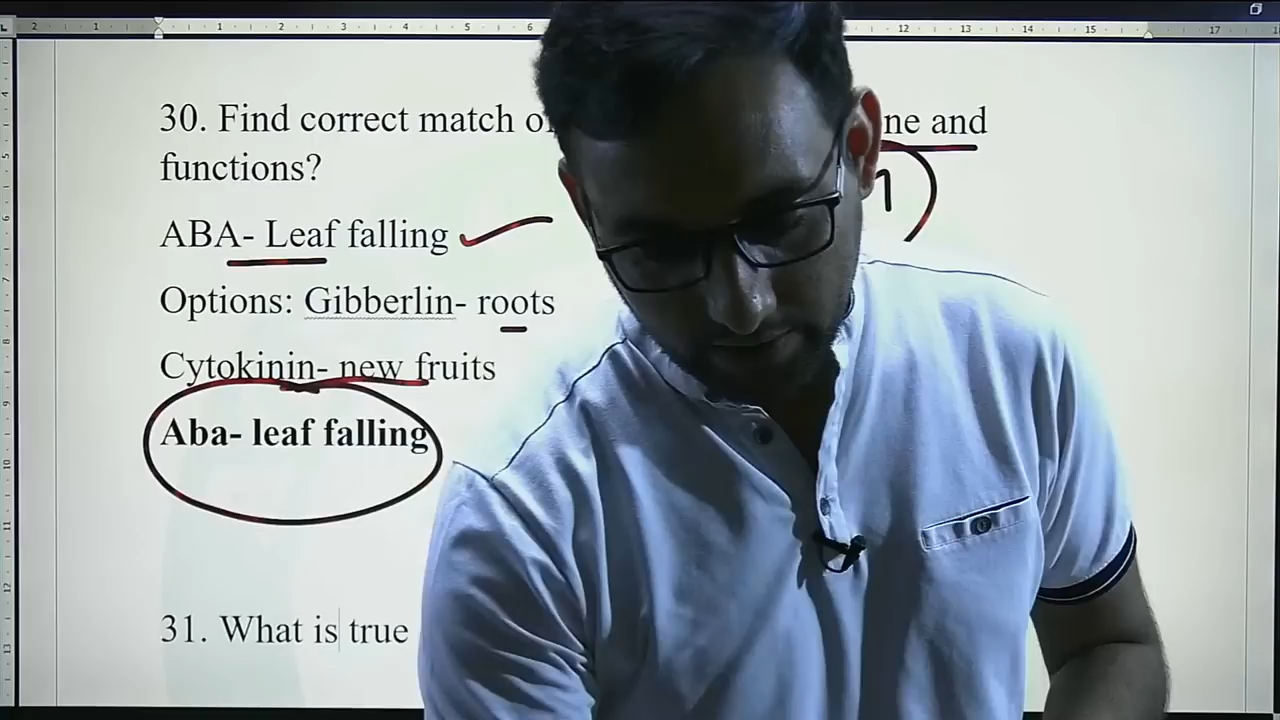 30. Find correct match ne and
functions?
ABA- Leaf falling
Options: Gibberlin- roots
Cytokinin- new fruits
Aba- leaf falling
31. What is true